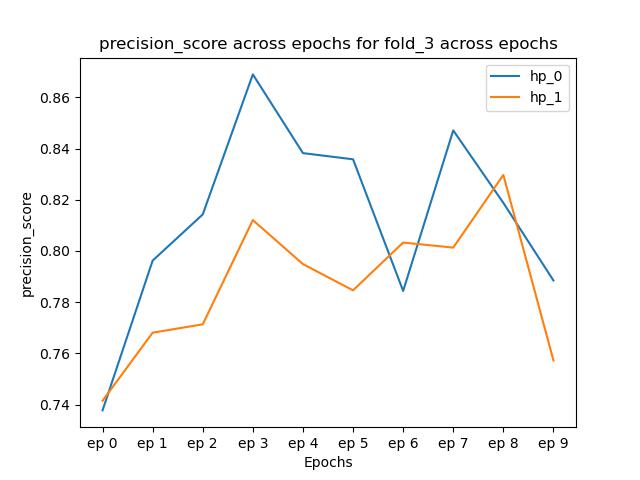 precision_score across epochs for fold_3 across epochs
hp_0
hp_1
0.86
0.84
0.82
0.80
0.78
0.76
0.74
precision_score
ep 0 ep 1 ep 2 ep 3 ep 4 ep 5 ep 6 ep 7 ep 8 ep 9
Epochs